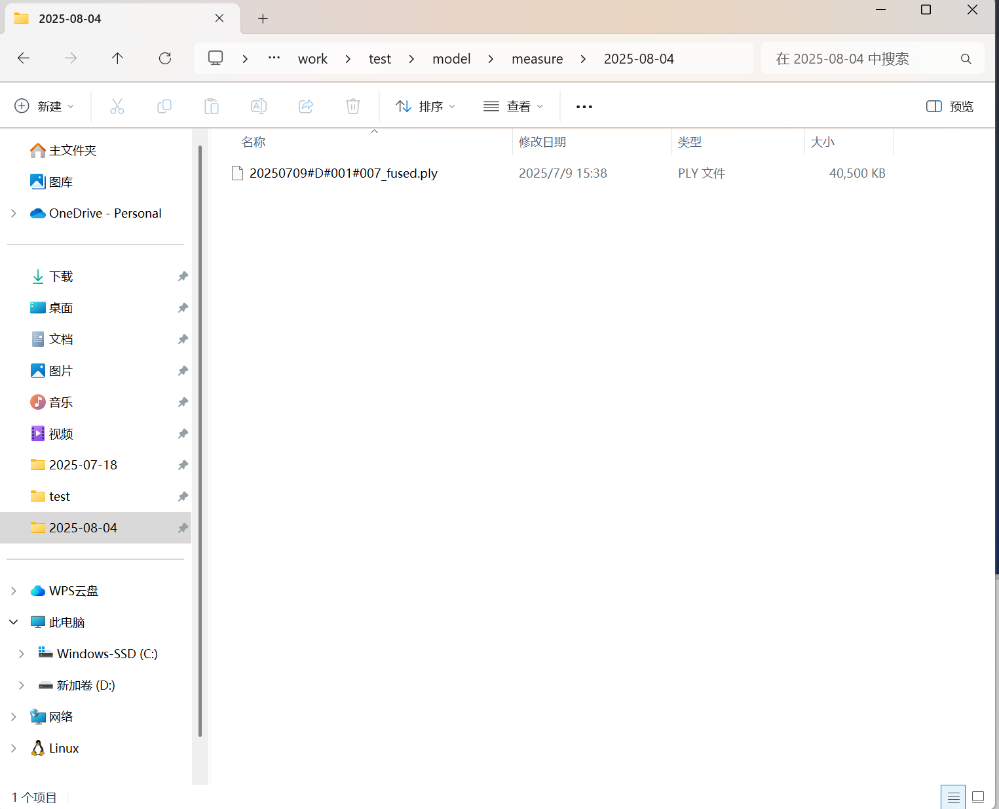 2025-08-04
work test model measure 2025-08-04
在 2025-08-04 中搜索
新建
排序
查看
预览
主文件夹
图库
OneDrive - Personal
下载
桌面
文档
图片
音乐
视频
2025-07-18
test
2025-08-04
WPS云盘
此电脑
Windows-SSD (C:)
新加卷 (D:)
网络
Linux
名称 修改日期 类型 大小
20250709#D#001#007_fused.ply 2025/7/9 15:38 PLY 文件 40,500 KB
1 个项目